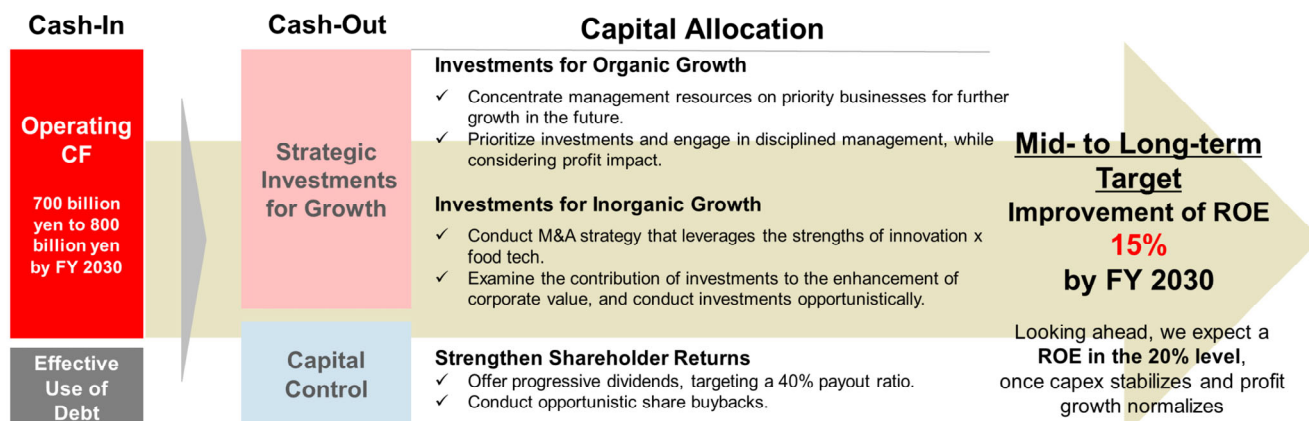 Cash-In
Cash-Out
Capital Allocation
Operating
CF
700 billion
yen to 800
billion yen
by FY 2030
Effective
Use of
Debt
Strategic
Investments
for Growth
Capital
Control
Investments for Organic Growth
✓ Concentrate management resources on priority businesses for further
growth in the future.
✓ Prioritize investments and engage in disciplined management, while
considering profit impact.
Investments for Inorganic Growth
✓ Conduct M&A strategy that leverages the strengths of innovation x
food tech.
✓ Examine the contribution of investments to the enhancement of
corporate value, and conduct investments opportunistically.
Strengthen Shareholder Returns
✓ Offer progressive dividends, targeting a 40% payout ratio.
✓ Conduct opportunistic share buybacks.
Mid- to Long-term
Target
Improvement of ROE
15%
by FY 2030
Looking ahead, we expect a
ROE in the 20% level,
once capex stabilizes and profit
growth normalizes